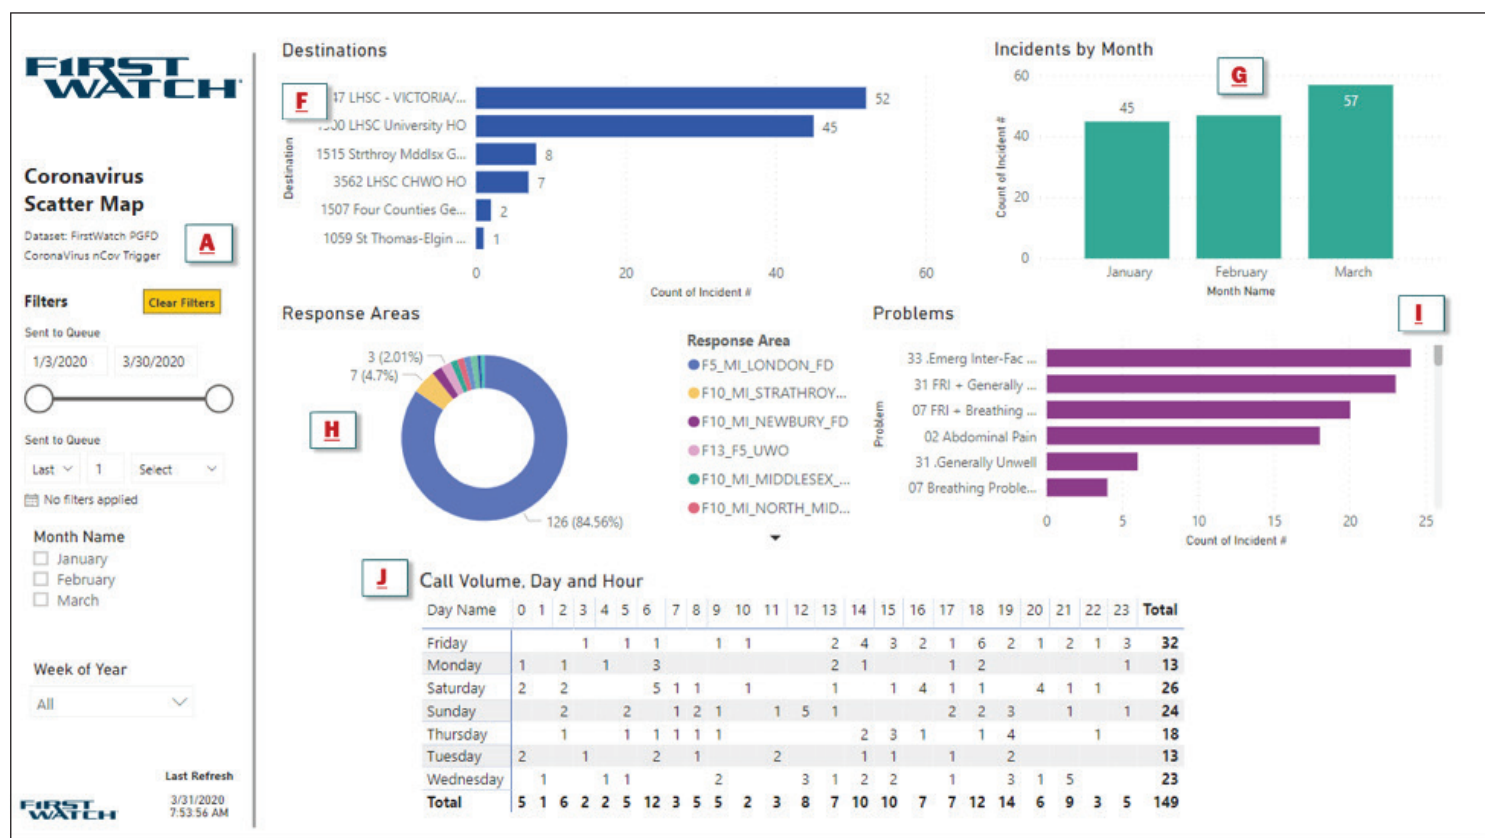 FIRST
WATCH
Coronavirus
Scatter Map
Dataset: FirstWatch PGFD
CoronaVirus nCov Trigger
A
Filters
Clear Filters
Sent to Queue
1/3/2020 3/30/2020
Sent to Queue
Last 1 Select
No filters applied
Month Name
January
February
March
Week of Year
All
Last Refresh
3/31/2020
7:53:56 AM
FIRST
WATCH
Destinations
F
47 LHSC - VICTORIA/... 52
LHSC University HO 45
1515 Strthroy Mddlsx G... 8
3562 LHSC CHWO HO 7
1507 Four Counties Ge... 2
1059 St Thomas-Elgin ... 1
Destination
0 20 40 60
Count of Incident #
Incidents by Month
G
60
40
20
0
Count of Incident #
45 57
January February March
Month Name
Response Areas
3 (2.01%)
7 (4.7%)
H
126 (84.56%)
Response Area
F5_MI_LONDON_FD
F10_MI_STRATHROY...
F10_MI_NEWBURY_FD
F13_F5_UWO
F10_MI_MIDDLESEX_...
F10_MI_NORTH_MID...
Problems
I
33 .Emerg Inter-Fac ...
31 FRI + Generally ...
07 FRI + Breathing ...
02 Abdominal Pain
31 .Generally Unwell
07 Breathing Proble...
Problem
0 5 10 15 20 25
Count of Incident #
J
Call Volume, Day and Hour
Day Name 0 1 2 3 4 5 6 7 8 9 10 11 12 13 14 15 16 17 18 19 20 21 22 23 Total
Friday 1 1 1 1 1 2 4 3 2 1 6 2 1 2 1 3 32
Monday 1 1 1 3 2 1 1 2 1 13
Saturday 2 2 5 1 1 1 1 1 4 1 1 4 1 1 26
Sunday 2 2 1 2 1 1 5 1 2 2 3 1 1 24
Thursday 1 1 1 1 1 1 2 3 1 1 4 1 18
Tuesday 2 1 2 1 2 1 1 1 2 13
Wednesday 1 1 1 2 3 1 2 2 1 3 1 5 23
Total 5 1 6 2 2 5 12 3 5 5 2 3 8 7 10 10 7 7 12 14 6 9 3 5 149